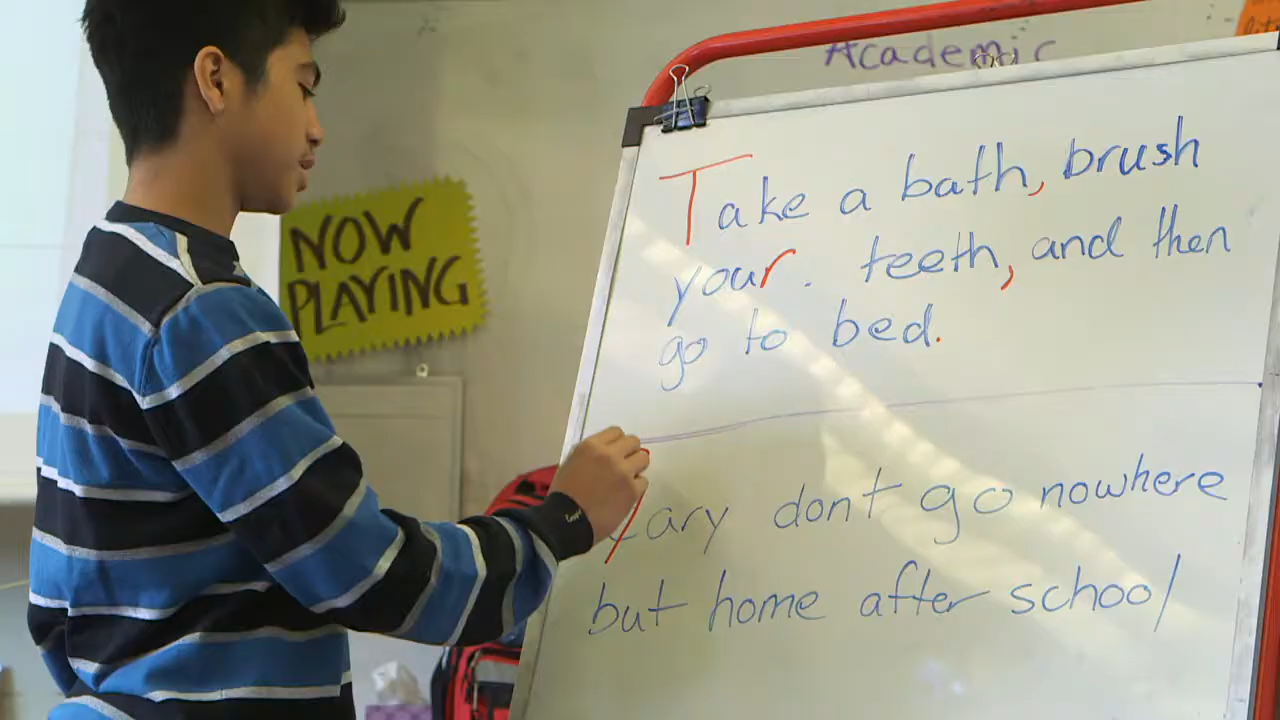 Academic
NOW
PLAYING
Take a bath, brush
your. teeth, and then
go to bed.
dont go nowhere
but home after school